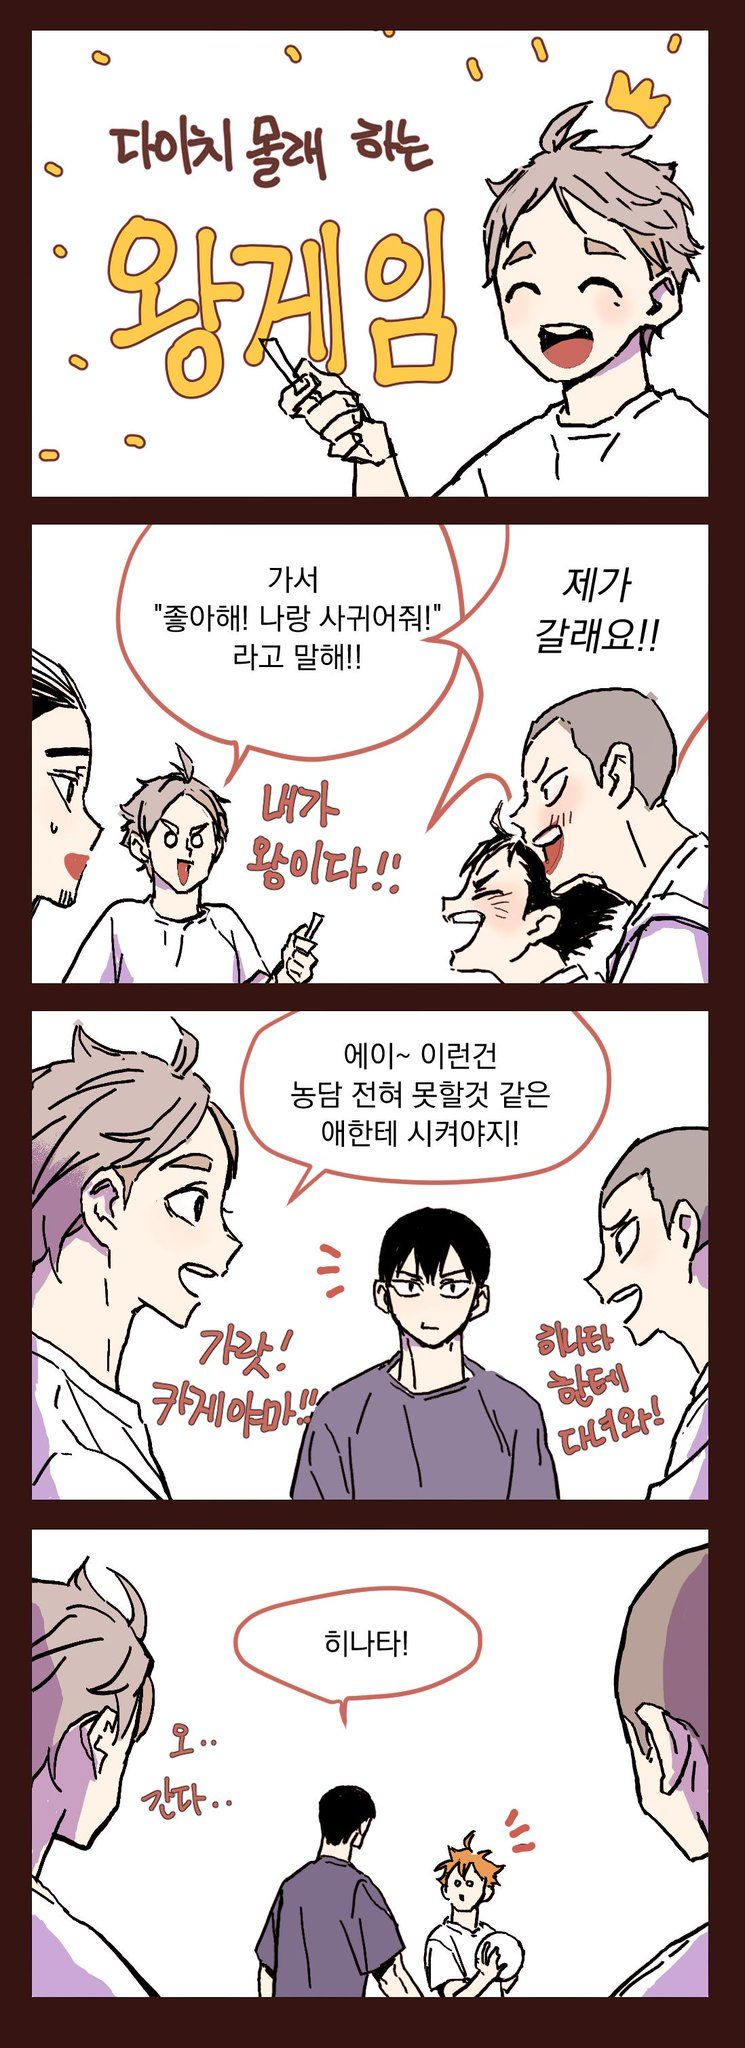 다이치 몰래 하는
왕게임
가서
"좋아해! 나랑 사귀어줘!"
라고 말해!!
제가
갈래요!!
내가
왕이다!!
에이~ 이런건
농담 전혀 못할것 같은
애한테 시켜야지!
가랏!
카게야마!!
히나타
한테
다녀와!
히나타!
오..
간다..